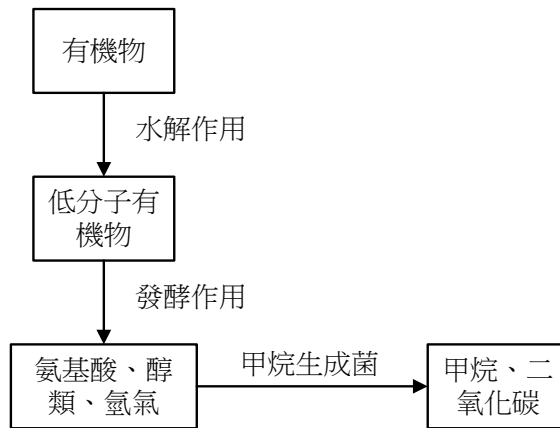 有機物
水解作用
低分子有
機物
發酵作用
氨基酸、醇
類、氫氣
甲烷生成菌
甲烷、二
氧化碳